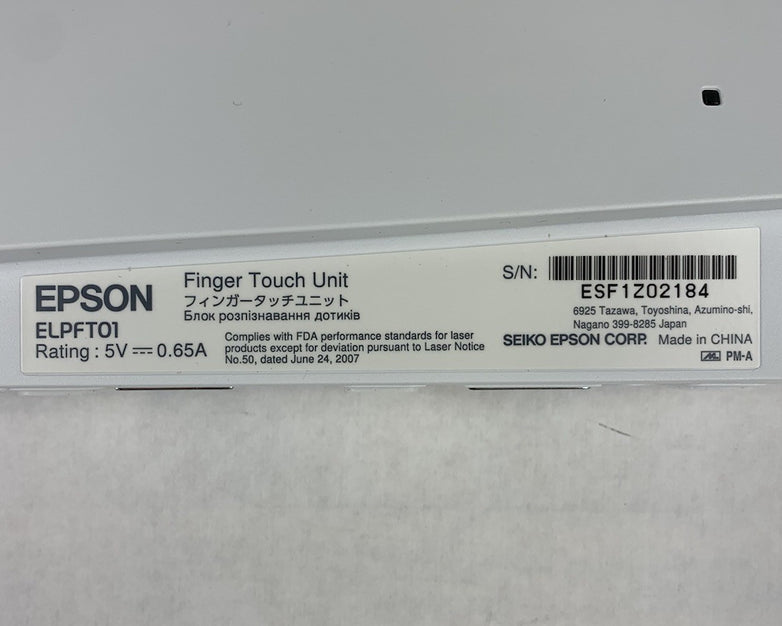 EPSON
ELPFT01
Rating : 5V ⎓ 0.65A
Finger Touch Unit
フィンガータッチユニット
Блок розпізнавання дотиків
Complies with FDA performance standards for laser
products except for deviation pursuant to Laser Notice
No.50, dated June 24, 2007
S/N:
ESF1Z02184
6925 Tazawa, Toyoshina, Azumino-shi,
Nagano 399-8285 Japan
SEIKO EPSON CORP. Made in CHINA
PM-A